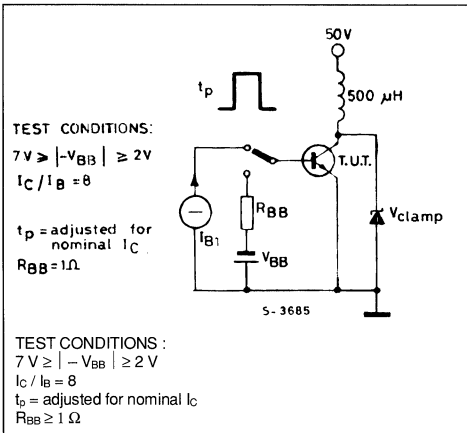 50V
tp
500 μH
TEST CONDITIONS:
7V ⩾ |-VBB| ≥ 2V
IC/IB = 8
T.U.T.
RBB
Vclamp
tp = adjusted for
nominal IC
IB1
RBB = 1Ω
VBB
S-3685
TEST CONDITIONS :
7 V ≥ | – VBB | ≥ 2 V
IC / IB = 8
tp = adjusted for nominal IC
RBB ≥ 1 Ω